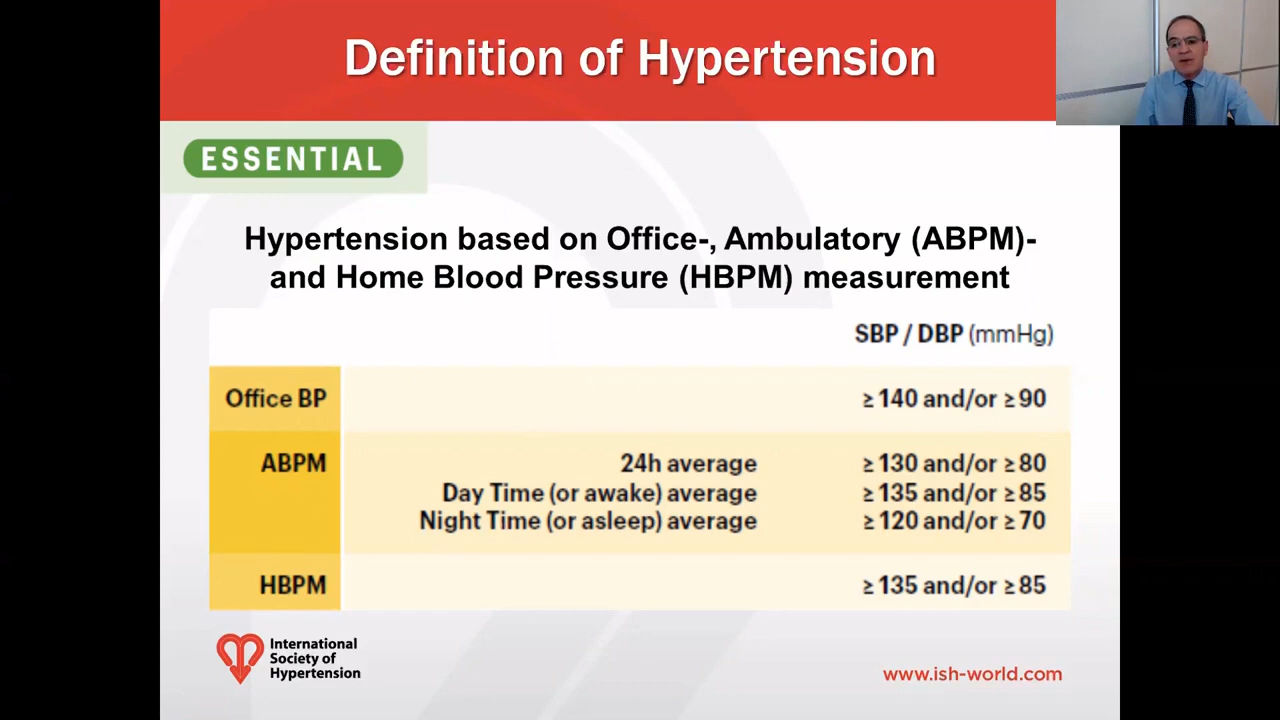 Definition of Hypertension
ESSENTIAL
Hypertension based on Office-, Ambulatory (ABPM)-
and Home Blood Pressure (HBPM) measurement
SBP / DBP (mmHg)
Office BP ≥ 140 and/or ≥ 90
ABPM 24h average ≥ 130 and/or ≥ 80
Day Time (or awake) average ≥ 135 and/or ≥ 85
Night Time (or asleep) average ≥ 120 and/or ≥ 70
HBPM ≥ 135 and/or ≥ 85
International
Society of
Hypertension
www.ish-world.com